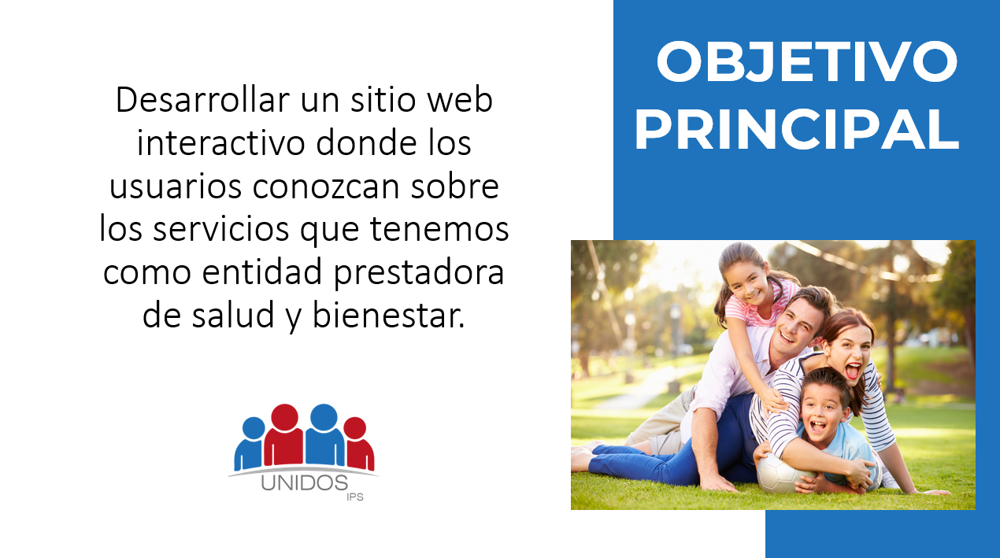 OBJETIVO
PRINCIPAL
Desarrollar un sitio web
interactivo donde los
usuarios conozcan sobre
los servicios que tenemos
como entidad prestadora
de salud y bienestar.
UNIDOS
IPS